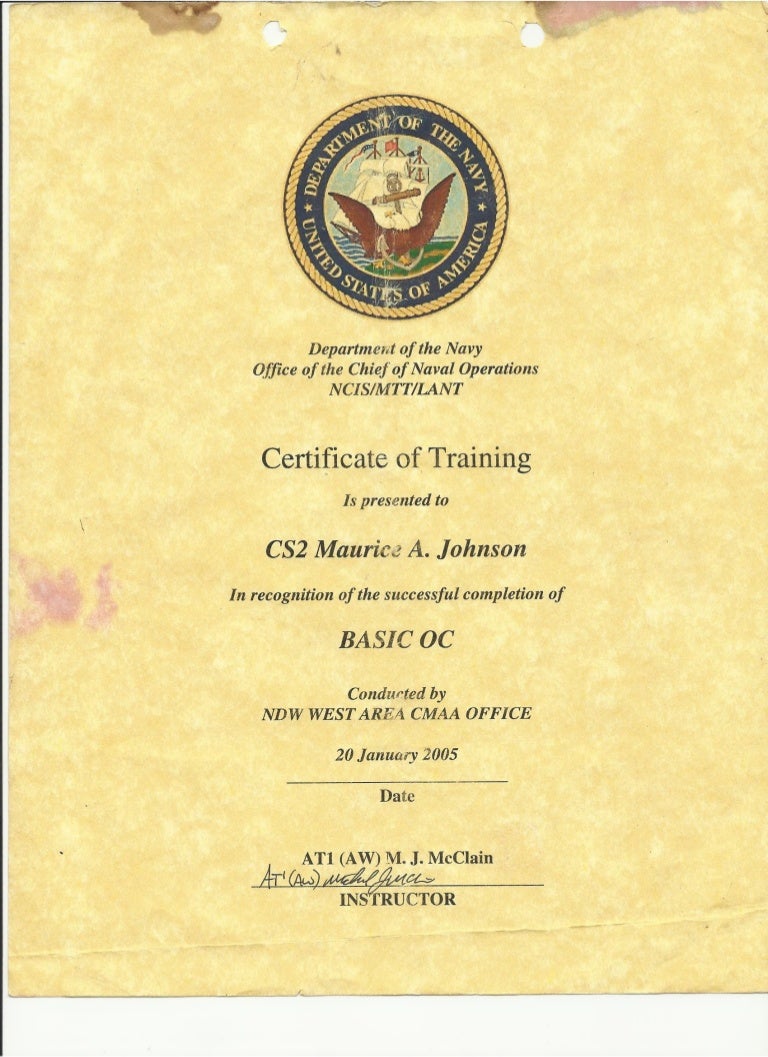 DEPARTMENT OF THE NAVY
UNITED STATES OF AMERICA
Department of the Navy
Office of the Chief of Naval Operations
NCIS/MTT/LANT
Certificate of Training
Is presented to
CS2 Maurice A. Johnson
In recognition of the successful completion of
BASIC OC
Conducted by
NDW WEST AREA CMAA OFFICE
20 January 2005
Date
AT1 (AW) M. J. McClain
AT1 (AW)
INSTRUCTOR